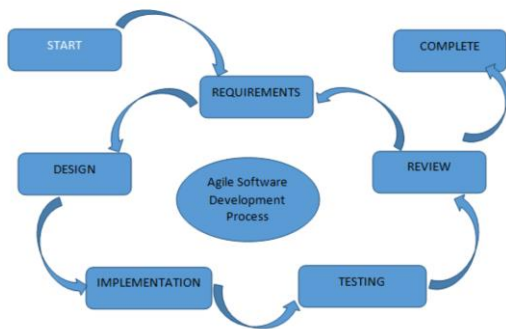 START
COMPLETE
REQUIREMENTS
DESIGN
REVIEW
Agile Software
Development
Process
IMPLEMENTATION
TESTING